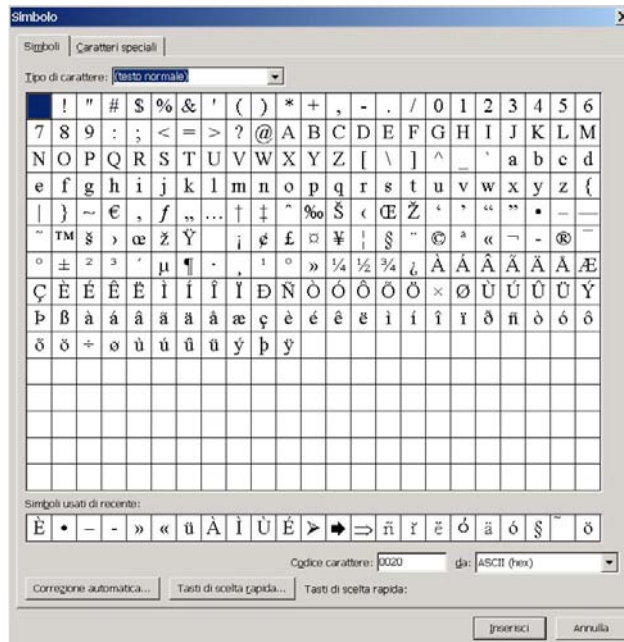 Simbolo
Simboli Caratteri speciali
Tipo di carattere: (testo normale)
! " # $ % & ' ( ) * + , - . / 0 1 2 3 4 5 6
7 8 9 : ; < = > ? @ A B C D E F G H I J K L M
N O P Q R S T U V W X Y Z [ \ ] ^ _ ` a b c d
e f g h i j k l m n o p q r s t u v w x y z {
| } ~ € ‚ ƒ „ … † ‡ ˆ ‰ Š ‹ Œ Ž ‘ ’ “ ” • – —
˜ ™ š › œ ž Ÿ ¡ ¢ £ ¤ ¥ ¦ § ¨ © ª « ¬ - ® ¯
° ± ² ³ ´ µ ¶ · ¸ ¹ º » ¼ ½ ¾ ¿ À Á Â Ã Ä Å Æ
Ç È É Ê Ë Ì Í Î Ï Ð Ñ Ò Ó Ô Õ Ö × Ø Ù Ú Û Ü Ý
Þ ß à á â ã ä å æ ç è é ê ë ì í î ï ð ñ ò ó ô
õ ö ÷ ø ù ú û ü ý þ ÿ
Simboli usati di recente:
È • – - » « ü À Ì Ù É ➢ ➨ ⇒ ñ ĭ ĕ ó ä ó § ˜ ö
Codice carattere: 0020 da: ASCII (hex)
Correzione automatica... Tasti di scelta rapida... Tasti di scelta rapida:
Inserisci Annulla